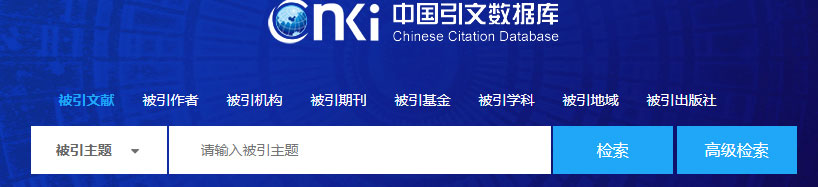 cnki 中国引文数据库
Chinese Citation Database
被引文献 被引作者 被引机构 被引期刊 被引基金 被引学科 被引地域 被引出版社
被引主题 请输入被引主题 检索 高级检索